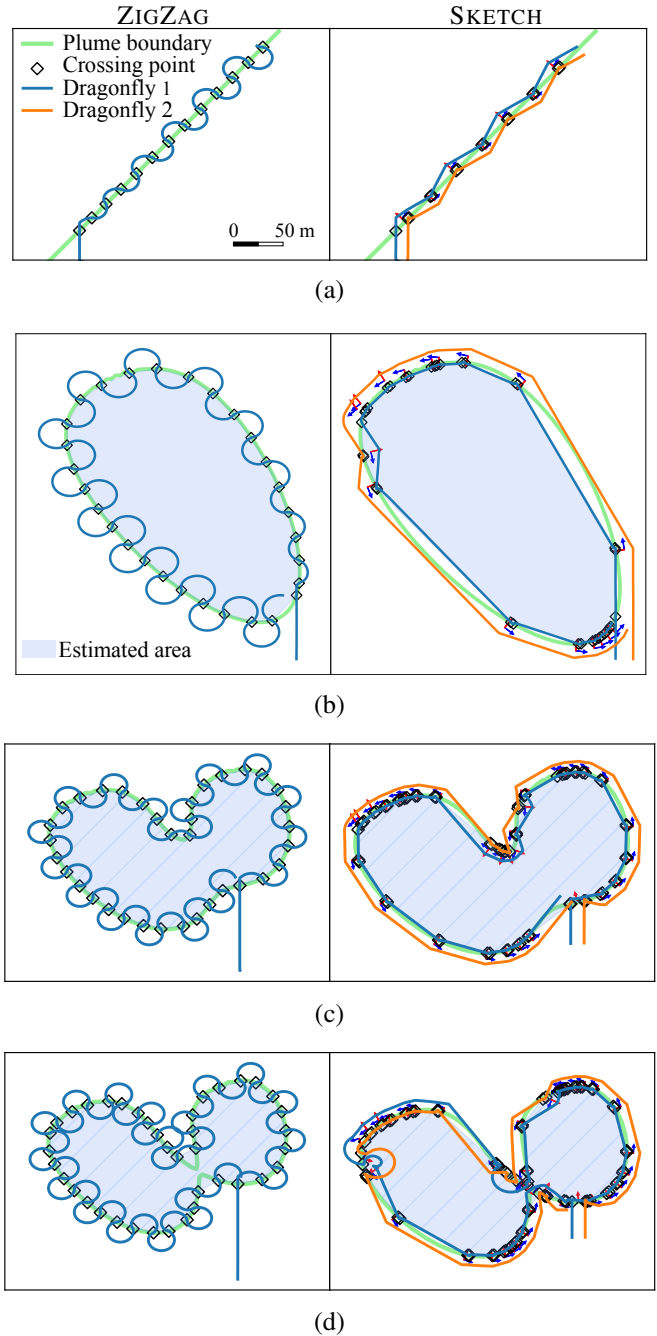 ZIGZAG
SKETCH
Plume boundary
Crossing point
Dragonfly 1
Dragonfly 2
0 50 m
(a)
Estimated area
(b)
(c)
(d)